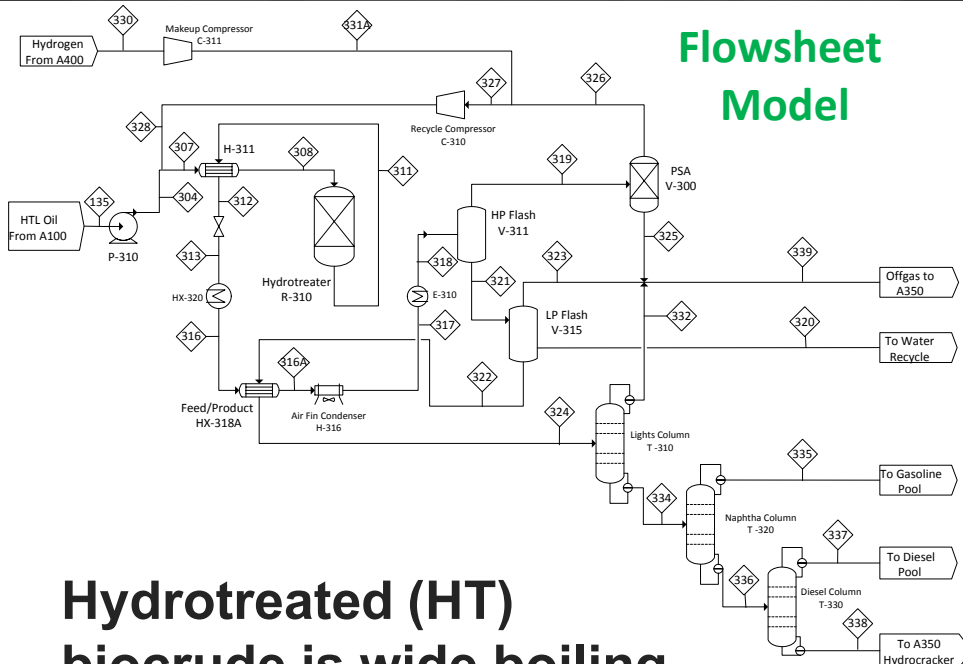 330
Makeup Compressor
C-311
331A
Flowsheet
Model
Hydrogen
From A400
327
326
328
Recycle Compressor
C-310
307
H-311
308
311
319
PSA
V-300
304
312
135
HTL Oil
From A100
P-310
313
HP Flash
V-311
318
321
323
325
339
Offgas to
A350
Hydrotreater
R-310
HX-320
E-310
317
LP Flash
V-315
332
320
To Water
Recycle
316
316A
322
Feed/Product
HX-318A
Air Fin Condenser
H-316
324
Lights Column
T -310
334
335
To Gasoline
Pool
Naphtha Column
T -320
336
337
To Diesel
Pool
Diesel Column
T-330
338
To A350
Hydrocracker
Hydrotreated (HT)
biocrude is wide boiling